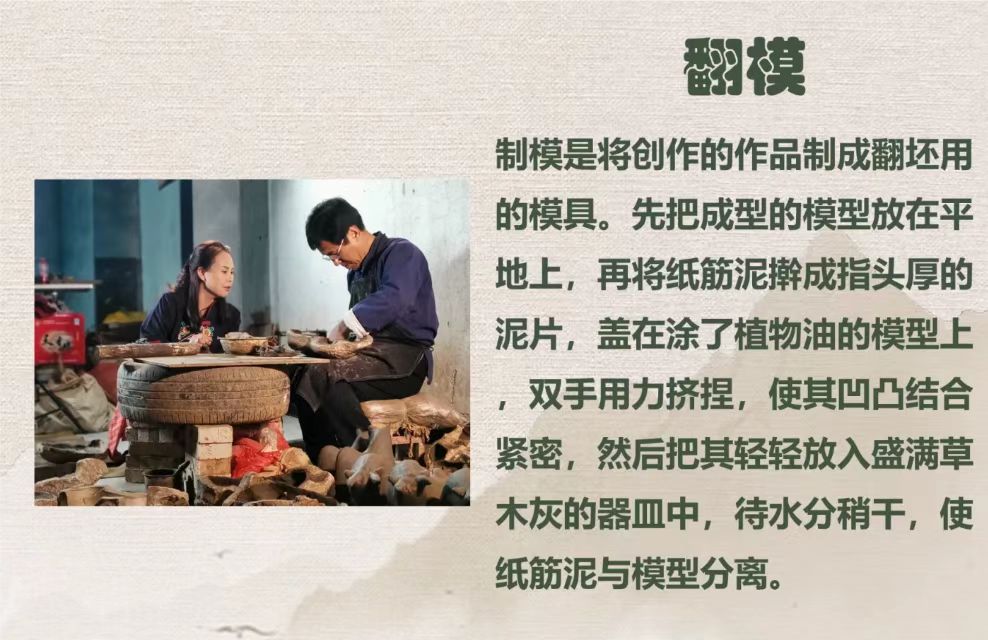 翻模
制模是将创作的作品制成翻坯用
的模具。先把成型的模型放在平
地上，再将纸筋泥擀成指头厚的
泥片，盖在涂了植物油的模型上
，双手用力挤捏，使其凹凸结合
紧密，然后把其轻轻放入盛满草
木灰的器皿中，待水分稍干，使
纸筋泥与模型分离。